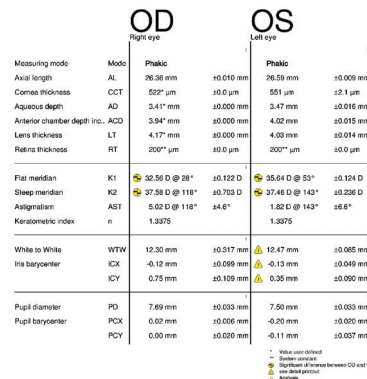 OD OS
Right eye Left eye
Measuring mode Mode Phakic Phakic
Axial length AL 26.36 mm ±0.010 mm 26.59 mm ±0.009 mm
Cornea thickness CCT 522* µm ±0.0 µm 551 µm ±2.1 µm
Aqueous depth AD 3.41* mm ±0.000 mm 3.47 mm ±0.016 mm
Anterior chamber depth inc.. ACD 3.94* mm ±0.000 mm 4.02 mm ±0.015 mm
Lens thickness LT 4.17* mm ±0.000 mm 4.03 mm ±0.014 mm
Retina thickness RT 200** µm ±0.0 µm 200** µm ±0.0 µm
Flat meridian K1 32.56 D @ 28° ±0.122 D 35.64 D @ 53° ±0.124 D
Steep meridian K2 37.58 D @ 118° ±0.703 D 37.46 D @ 143° ±0.236 D
Astigmatism AST 5.02 D @ 118° ±4.6° 1.82 D @ 143° ±6.6°
Keratometric index n 1.3375 1.3375
White to White WTW 12.30 mm ±0.317 mm 12.47 mm ±0.065 mm
Iris barycenter ICX -0.12 mm ±0.099 mm -0.13 mm ±0.049 mm
ICY 0.75 mm ±0.109 mm 0.35 mm ±0.090 mm
Pupil diameter PD 7.69 mm ±0.033 mm 7.50 mm ±0.033 mm
Pupil barycenter PCX 0.02 mm ±0.006 mm -0.20 mm ±0.020 mm
PCY 0.00 mm ±0.020 mm -0.11 mm ±0.037 mm
* Value user-defined
** System constant
Significant difference between OD and
see detail printout
Analysis